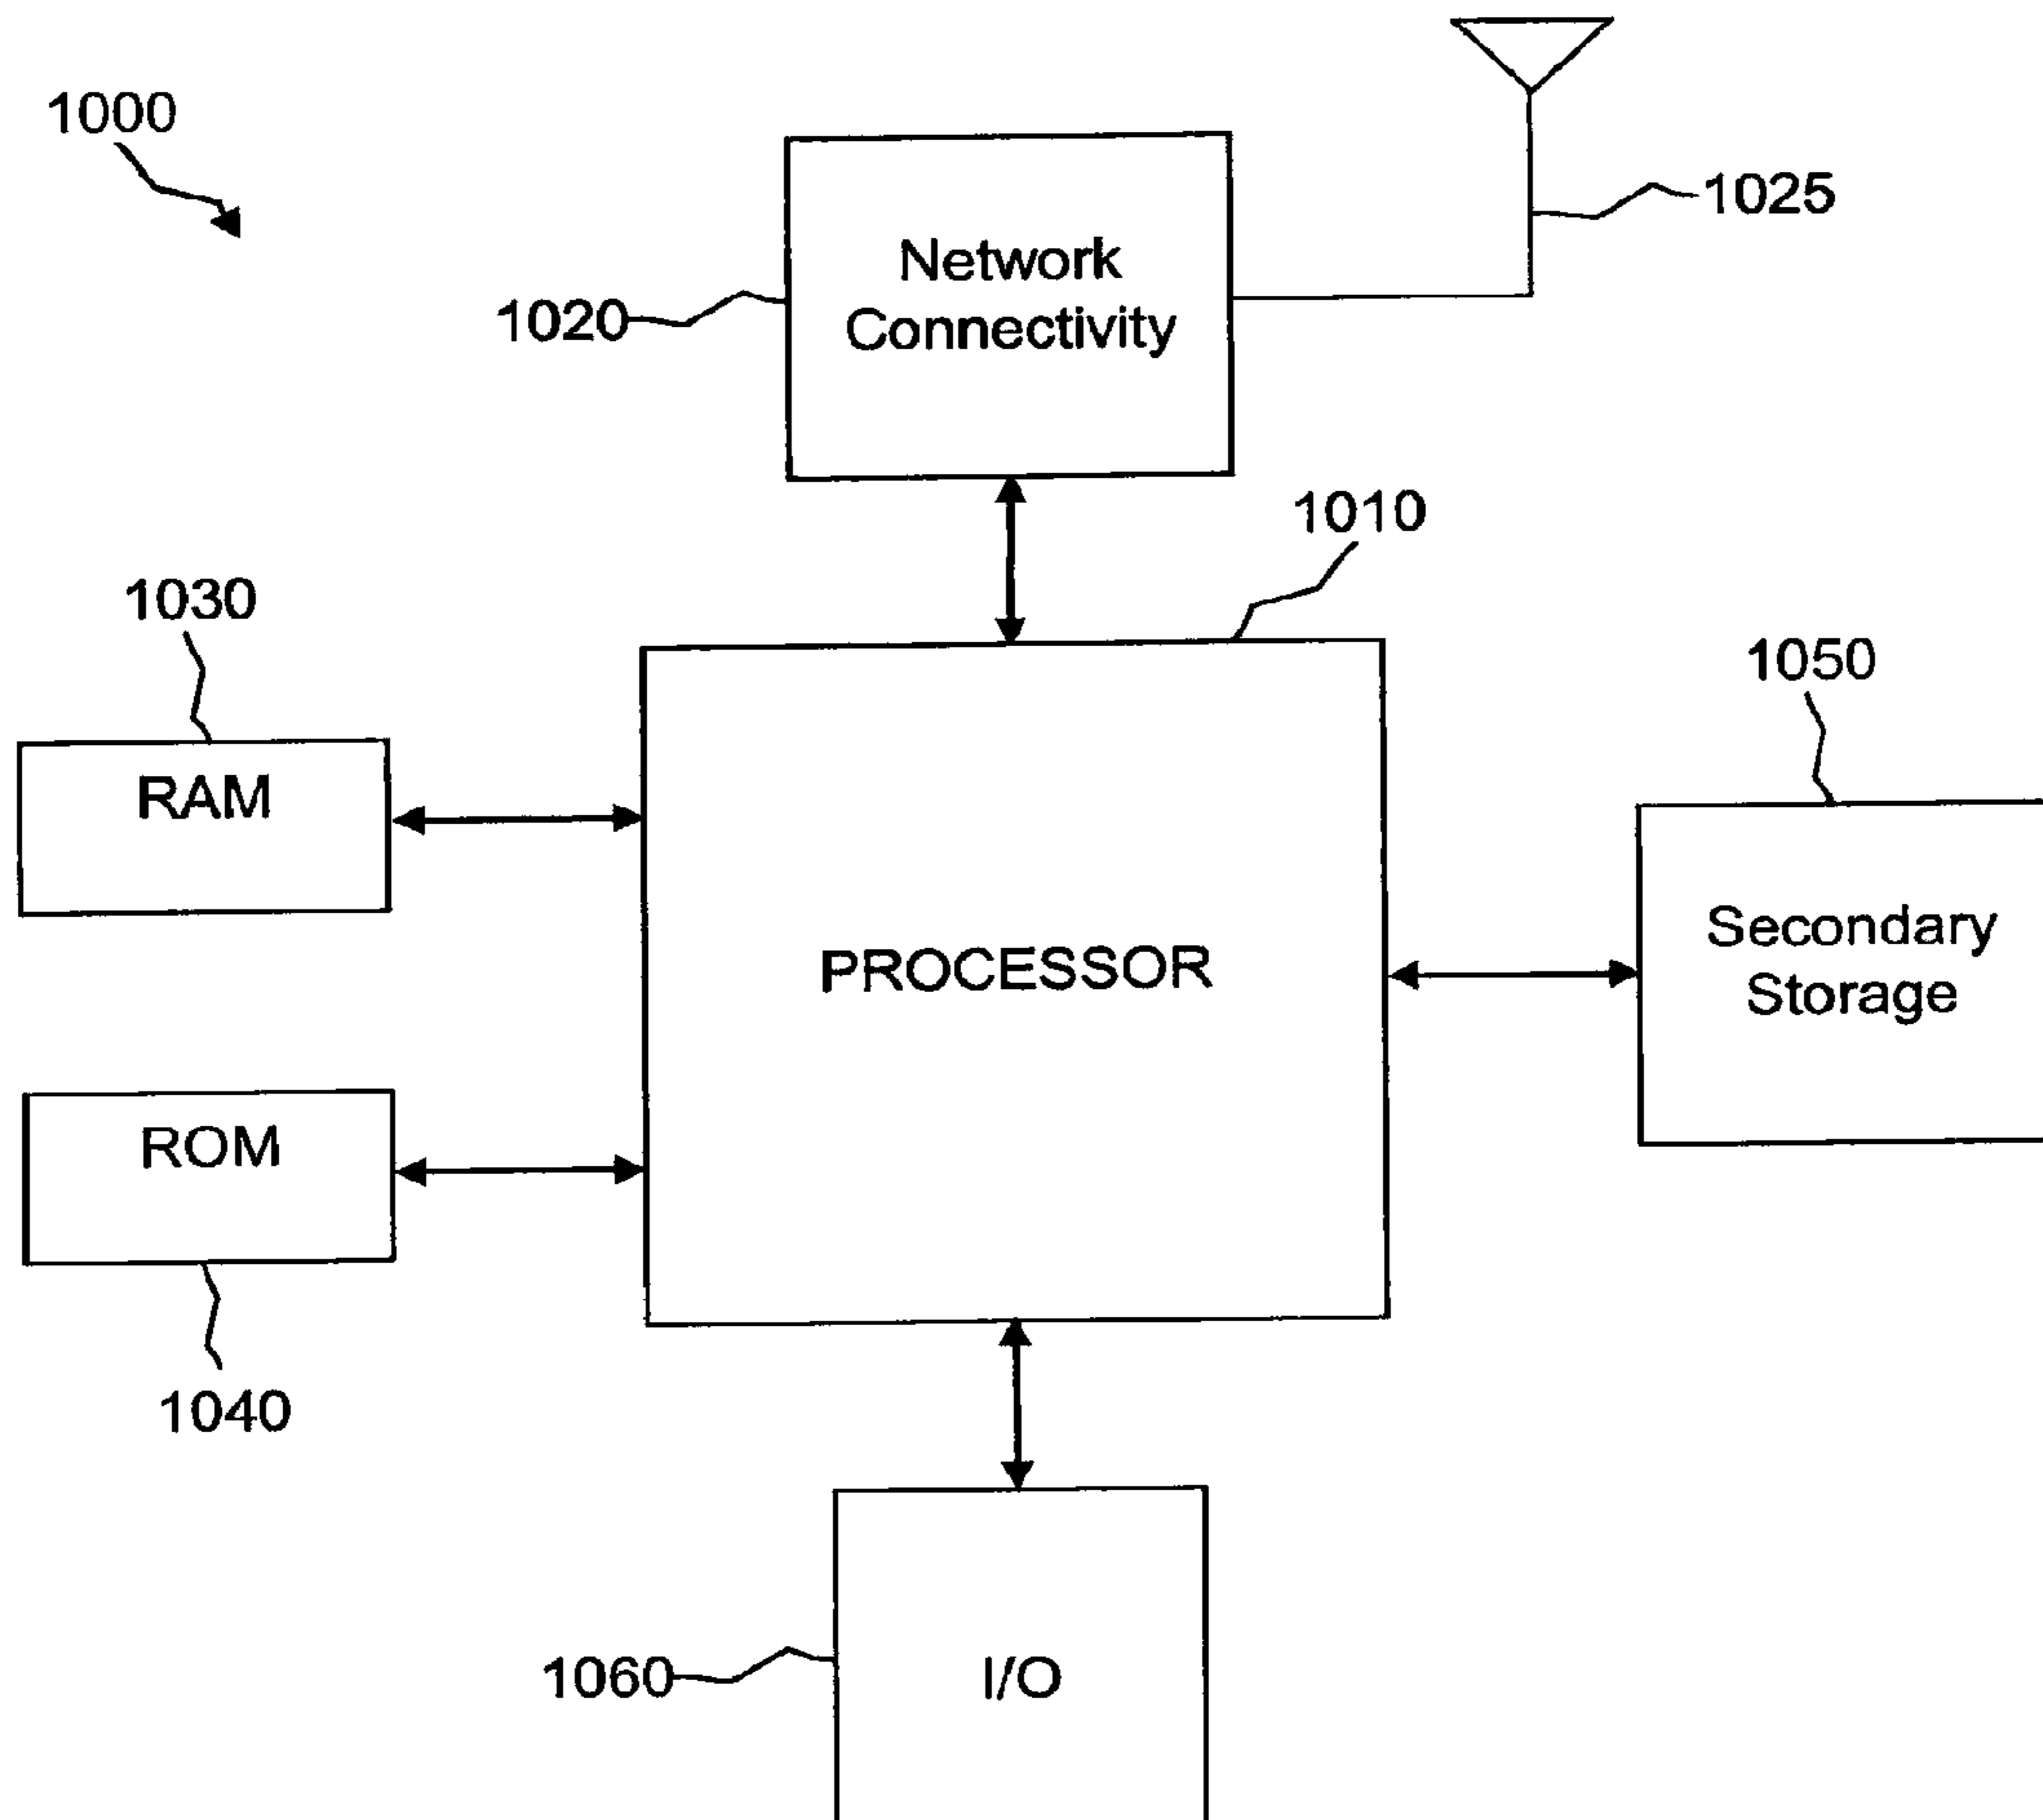 1000
1025
Network
Connectivity
1020
1010
1030
1050
RAM
PROCESSOR
Secondary
Storage
ROM
1040
1060
I/O